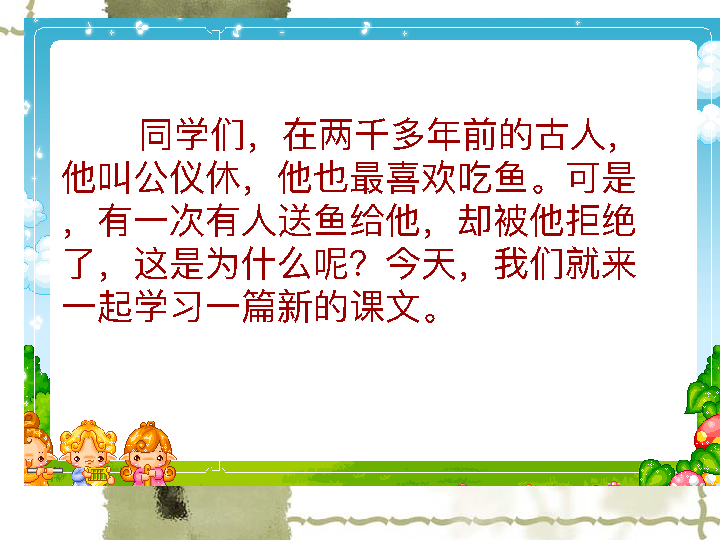 同学们，在两千多年前的古人，
他叫公仪休，他也最喜欢吃鱼。可是
，有一次有人送鱼给他，却被他拒绝
了，这是为什么呢？今天，我们就来
一起学习一篇新的课文。